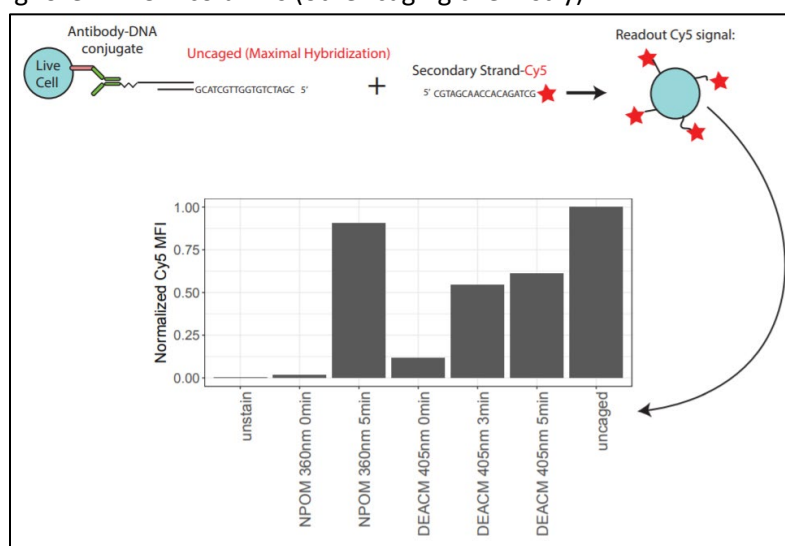 Antibody-DNA
conjugate
Uncaged (Maximal Hybridization)
Live
Cell
GCATCGTTGGTGTCTAGC 5'
+
Secondary Strand-Cy5
5' CGTAGCAACCACAGATCG
Readout Cy5 signal:
Normalized Cy5 MFI
1.00
0.75
0.50
0.25
0.00
unstain
NPOM 360nm 0min
NPOM 360nm 5min
DEACM 405nm 0min
DEACM 405nm 3min
DEACM 405nm 5min
uncaged